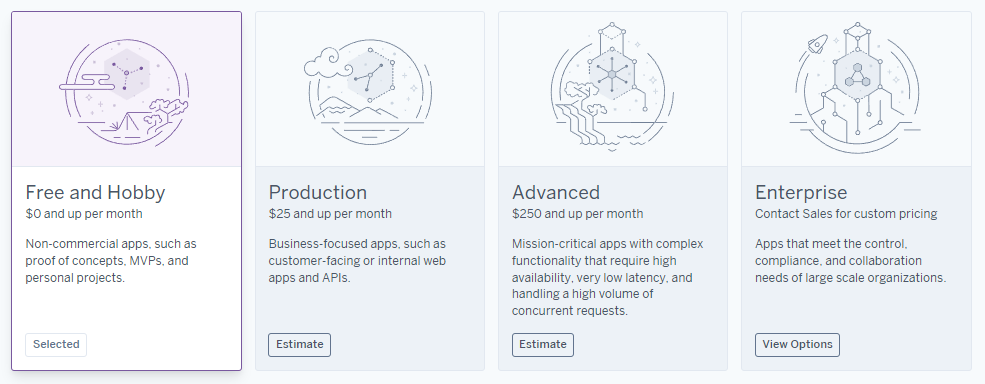 Free and Hobby
$0 and up per month
Non-commercial apps, such as
proof of concepts, MVPs, and
personal projects.
Selected
Production
$25 and up per month
Business-focused apps, such as
customer-facing or internal web
apps and APIs.
Estimate
Advanced
$250 and up per month
Mission-critical apps with complex
functionality that require high
availability, very low latency, and
handling a high volume of
concurrent requests.
Estimate
Enterprise
Contact Sales for custom pricing
Apps that meet the control,
compliance, and collaboration
needs of large scale organizations.
View Options